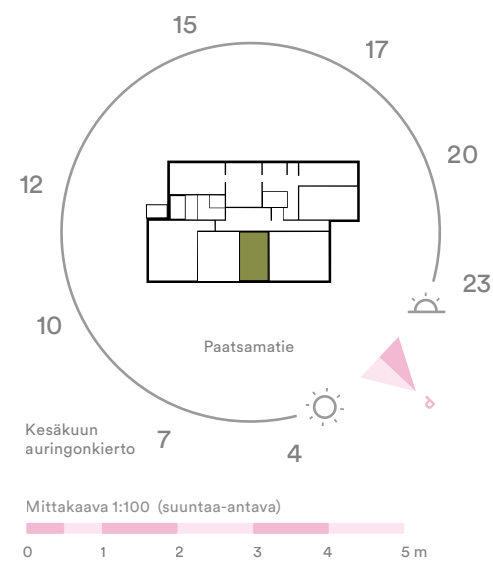 15
17
20
12
23
10
Paatsamatie
P
Kesäkuun
auringonkierto
7
4
Mittakaava 1:100 (suuntaa-antava)
0 1 2 3 4 5 m